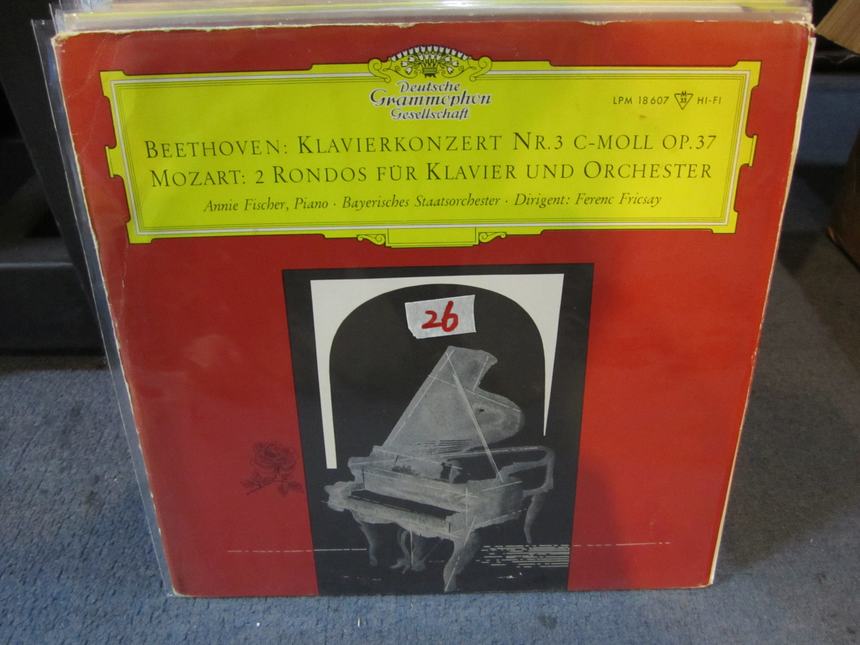 Deutsche
Grammophon
Gesellschaft
LPM 18607 M 33 HI-FI
BEETHOVEN: KLAVIERKONZERT NR. 3 C-MOLL OP. 37
MOZART: 2 RONDOS FÜR KLAVIER UND ORCHESTER
Annie Fischer, Piano · Bayerisches Staatsorchester · Dirigent: Ferenc Fricsay
26